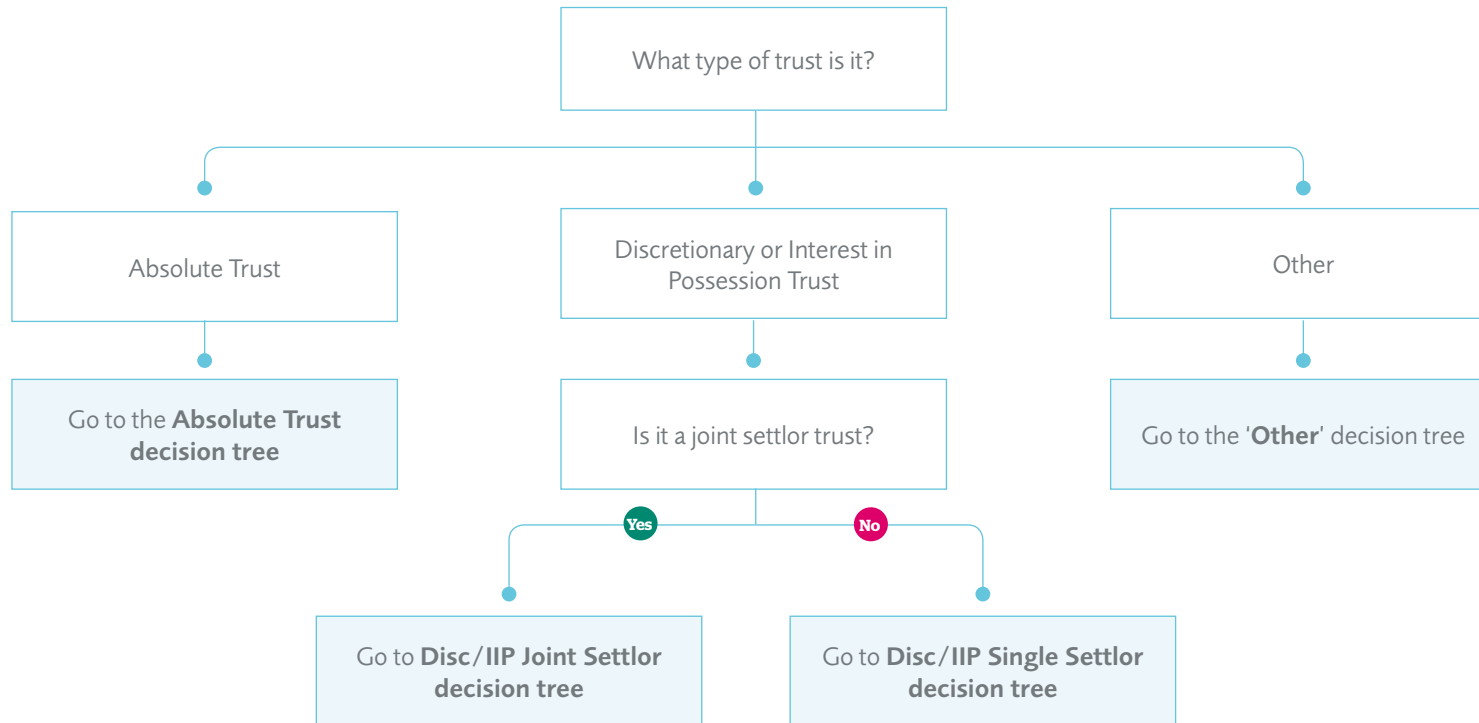 What type of trust is it?
Absolute Trust
Discretionary or Interest in
Possession Trust
Other
Go to the Absolute Trust
decision tree
Is it a joint settlor trust?
Go to the 'Other' decision tree
Yes
No
Go to Disc/IIP Joint Settlor
decision tree
Go to Disc/IIP Single Settlor
decision tree